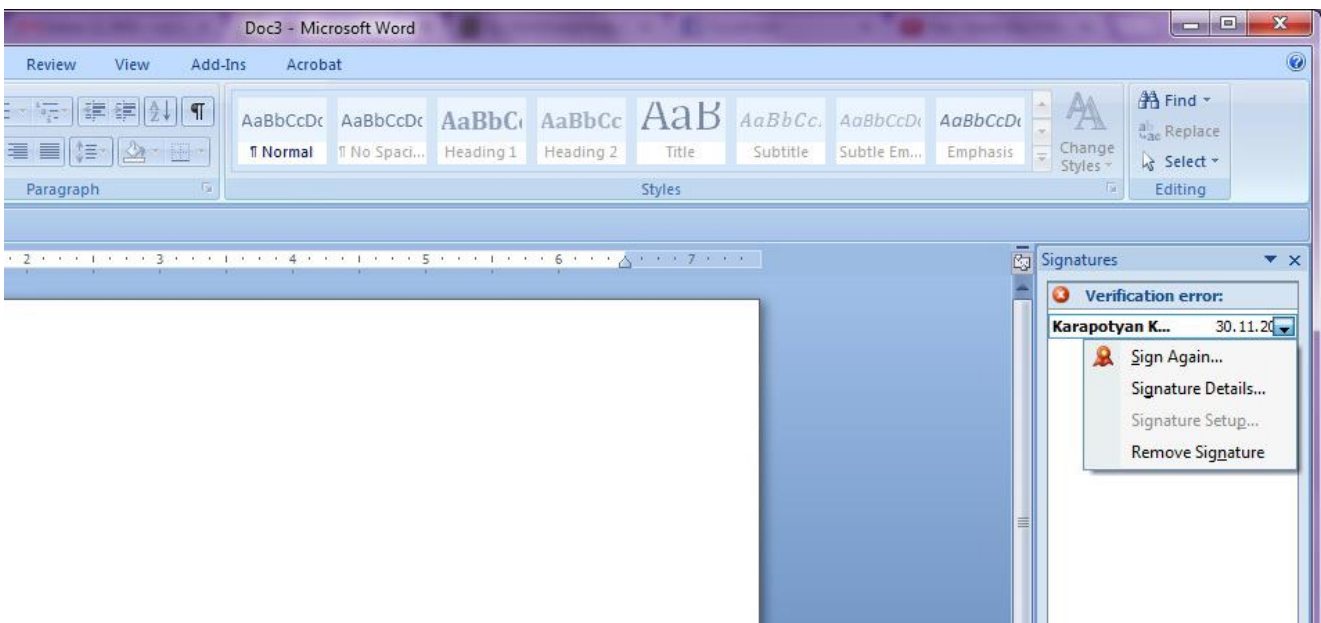 Doc3 - Microsoft Word
Review View Add-Ins Acrobat
AaBbCcDc AaBbCcDc AaBbC AaBbCc AaB AaBbCc. AaBbCcDc AaBbCcDc
¶ Normal ¶ No Spaci... Heading 1 Heading 2 Title Subtitle Subtle Em... Emphasis
Change Styles
Find
Replace
Select
Paragraph Styles Editing
2 3 4 5 6 7
Signatures
Verification error:
Karapotyan K... 30.11.20
Sign Again...
Signature Details...
Signature Setup...
Remove Signature